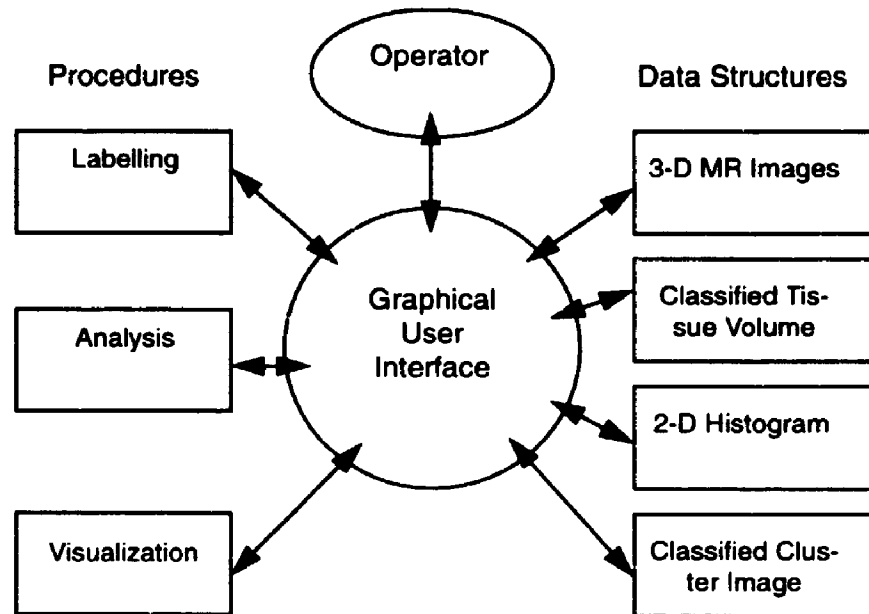 Operator
Procedures
Data Structures
Labelling
3-D MR Images
Graphical
User
Interface
Classified Tis-
sue Volume
Analysis
2-D Histogram
Visualization
Classified Clus-
ter Image